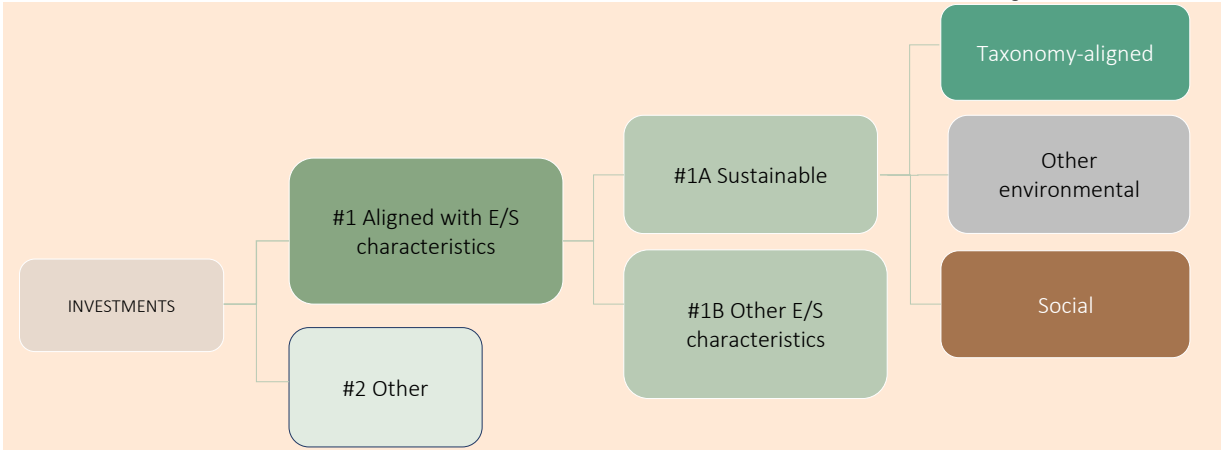 Taxonomy-aligned
Other
environmental
#1A Sustainable
#1 Aligned with E/S
characteristics
INVESTMENTS
#1B Other E/S
characteristics
Social
#2 Other